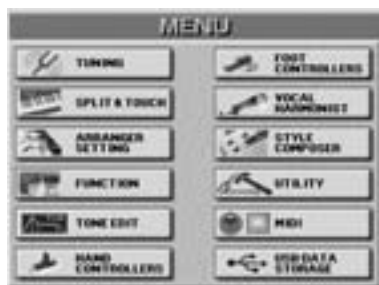 MENU
TUNING
SPLIT & TOUCH
ARRANGER
SETTING
FUNCTION
TONE EDIT
HAND
CONTROLLERS
FOOT
CONTROLLERS
VOCAL
HARMONIST
STYLE
COMPOSER
UTILITY
MIDI
USB DATA
STORAGE